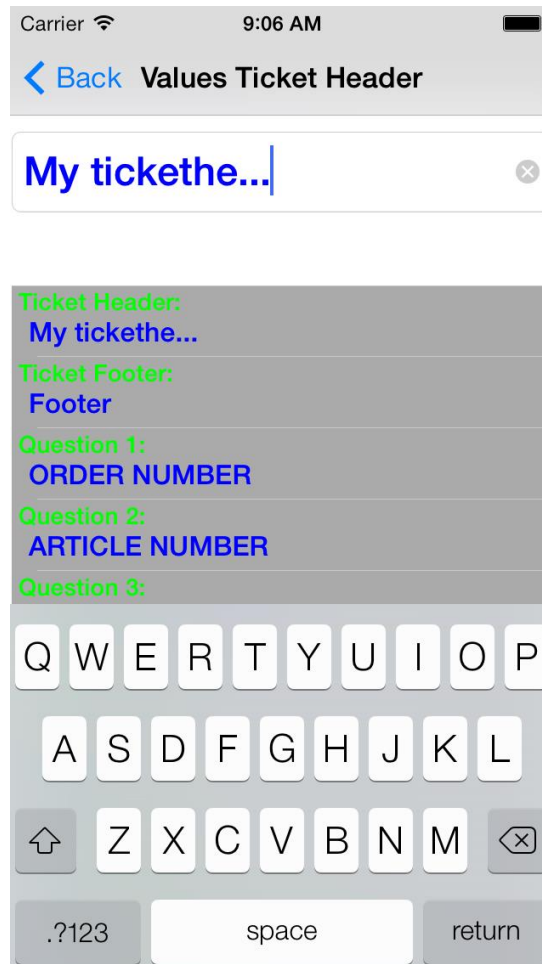 Carrier 9:06 AM
Back Values Ticket Header
My tickethe...
Ticket Header:
My tickethe...
Ticket Footer:
Footer
Question 1:
ORDER NUMBER
Question 2:
ARTICLE NUMBER
Question 3:
Q W E R T Y U I O P
A S D F G H J K L
Z X C V B N M
.?123 space return